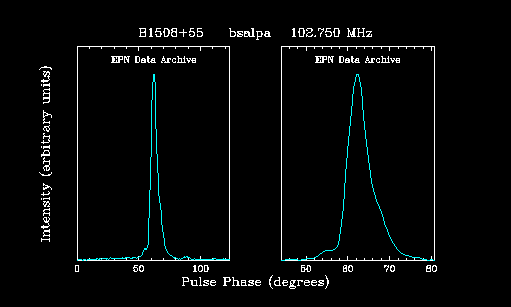 B1508+55 bsalpa 102.750 MHz
EPN Data Archive
EPN Data Archive
Intensity (arbitrary units)
0 50 100
50 60 70 80
Pulse Phase (degrees)